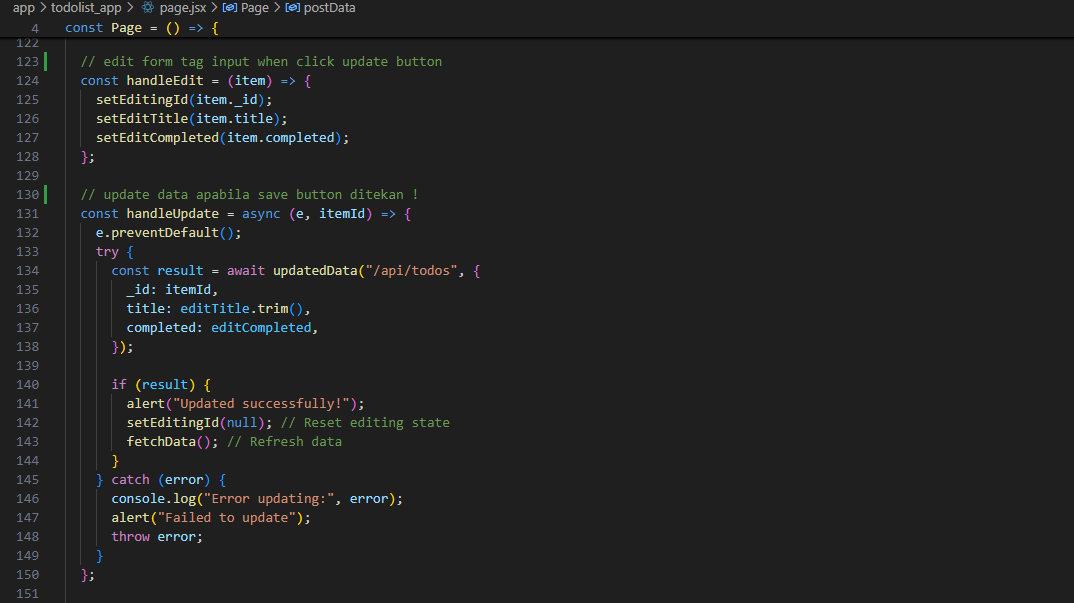 app > todolist_app > page.jsx > Page > postData
4 const Page = () => {
122
123 // edit form tag input when click update button
124 const handleEdit = (item) => {
125 setEditingId(item._id);
126 setEditTitle(item.title);
127 setEditCompleted(item.completed);
128 };
129
130 // update data apabila save button ditekan !
131 const handleUpdate = async (e, itemId) => {
132 e.preventDefault();
133 try {
134 const result = await updatedData("/api/todos", {
135 _id: itemId,
136 title: editTitle.trim(),
137 completed: editCompleted,
138 });
139
140 if (result) {
141 alert("Updated successfully!");
142 setEditingId(null); // Reset editing state
143 fetchData(); // Refresh data
144 }
145 } catch (error) {
146 console.log("Error updating:", error);
147 alert("Failed to update");
148 throw error;
149 }
150 };
151